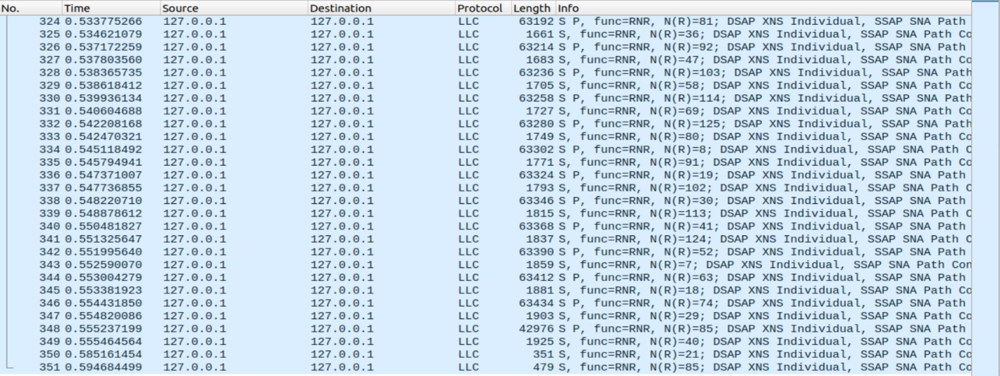 No. Time Source Destination Protocol Length Info
324 0.533775266 127.0.0.1 127.0.0.1 LLC 63192 S P, func=RNR, N(R)=81; DSAP XNS Individual, SSAP SNA Path
325 0.534621079 127.0.0.1 127.0.0.1 LLC 1661 S, func=RNR, N(R)=36; DSAP XNS Individual, SSAP SNA Path Co
326 0.537172259 127.0.0.1 127.0.0.1 LLC 63214 S P, func=RNR, N(R)=92; DSAP XNS Individual, SSAP SNA Path
327 0.537803560 127.0.0.1 127.0.0.1 LLC 1683 S, func=RNR, N(R)=47; DSAP XNS Individual, SSAP SNA Path Co
328 0.538365735 127.0.0.1 127.0.0.1 LLC 63236 S P, func=RNR, N(R)=103; DSAP XNS Individual, SSAP SNA Path
329 0.538618412 127.0.0.1 127.0.0.1 LLC 1705 S, func=RNR, N(R)=58; DSAP XNS Individual, SSAP SNA Path Co
330 0.539936134 127.0.0.1 127.0.0.1 LLC 63258 S P, func=RNR, N(R)=114; DSAP XNS Individual, SSAP SNA Path
331 0.540604688 127.0.0.1 127.0.0.1 LLC 1727 S, func=RNR, N(R)=69; DSAP XNS Individual, SSAP SNA Path Co
332 0.542208168 127.0.0.1 127.0.0.1 LLC 63280 S P, func=RNR, N(R)=125; DSAP XNS Individual, SSAP SNA Path
333 0.542470321 127.0.0.1 127.0.0.1 LLC 1749 S, func=RNR, N(R)=80; DSAP XNS Individual, SSAP SNA Path Co
334 0.545118492 127.0.0.1 127.0.0.1 LLC 63302 S P, func=RNR, N(R)=8; DSAP XNS Individual, SSAP SNA Path C
335 0.545794941 127.0.0.1 127.0.0.1 LLC 1771 S, func=RNR, N(R)=91; DSAP XNS Individual, SSAP SNA Path Co
336 0.547371007 127.0.0.1 127.0.0.1 LLC 63324 S P, func=RNR, N(R)=19; DSAP XNS Individual, SSAP SNA Path
337 0.547736855 127.0.0.1 127.0.0.1 LLC 1793 S, func=RNR, N(R)=102; DSAP XNS Individual, SSAP SNA Path C
338 0.548220710 127.0.0.1 127.0.0.1 LLC 63346 S P, func=RNR, N(R)=30; DSAP XNS Individual, SSAP SNA Path
339 0.548878612 127.0.0.1 127.0.0.1 LLC 1815 S, func=RNR, N(R)=113; DSAP XNS Individual, SSAP SNA Path C
340 0.550481827 127.0.0.1 127.0.0.1 LLC 63368 S P, func=RNR, N(R)=41; DSAP XNS Individual, SSAP SNA Path
341 0.551325647 127.0.0.1 127.0.0.1 LLC 1837 S, func=RNR, N(R)=124; DSAP XNS Individual, SSAP SNA Path C
342 0.551995640 127.0.0.1 127.0.0.1 LLC 63390 S P, func=RNR, N(R)=52; DSAP XNS Individual, SSAP SNA Path
343 0.552590070 127.0.0.1 127.0.0.1 LLC 1859 S, func=RNR, N(R)=7; DSAP XNS Individual, SSAP SNA Path Con
344 0.553004279 127.0.0.1 127.0.0.1 LLC 63412 S P, func=RNR, N(R)=63; DSAP XNS Individual, SSAP SNA Path
345 0.553381923 127.0.0.1 127.0.0.1 LLC 1881 S, func=RNR, N(R)=18; DSAP XNS Individual, SSAP SNA Path Co
346 0.554431850 127.0.0.1 127.0.0.1 LLC 63434 S P, func=RNR, N(R)=74; DSAP XNS Individual, SSAP SNA Path
347 0.554820086 127.0.0.1 127.0.0.1 LLC 1903 S, func=RNR, N(R)=29; DSAP XNS Individual, SSAP SNA Path Co
348 0.555237199 127.0.0.1 127.0.0.1 LLC 42976 S P, func=RNR, N(R)=85; DSAP XNS Individual, SSAP SNA Path
349 0.555464564 127.0.0.1 127.0.0.1 LLC 1925 S, func=RNR, N(R)=40; DSAP XNS Individual, SSAP SNA Path Co
350 0.585161454 127.0.0.1 127.0.0.1 LLC 351 S, func=RNR, N(R)=21; DSAP XNS Individual, SSAP SNA Path Co
351 0.594684499 127.0.0.1 127.0.0.1 LLC 479 S, func=RNR, N(R)=85; DSAP XNS Individual, SSAP SNA Path Co